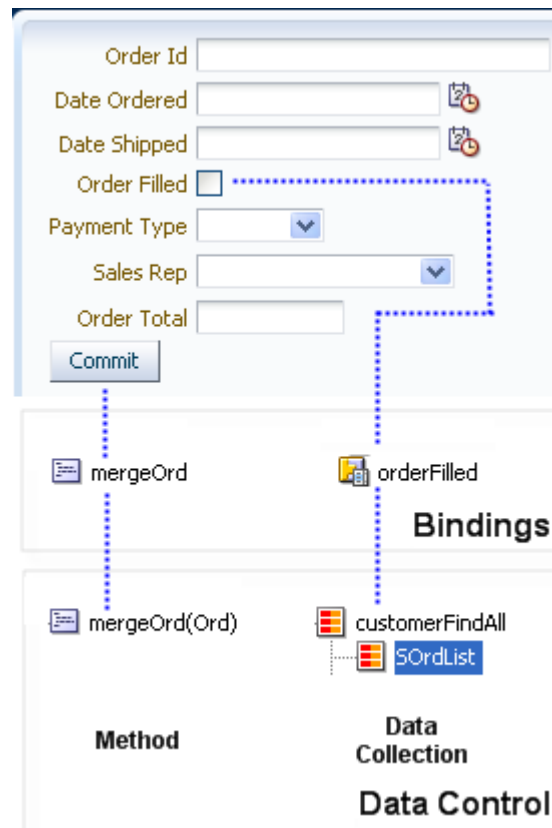 Order Id
Date Ordered
Date Shipped
Order Filled
Payment Type
Sales Rep
Order Total
Commit
mergeOrd orderFilled
Bindings
mergeOrd(Ord) customerFindAll
SOrdList
Method Data
Collection
Data Control